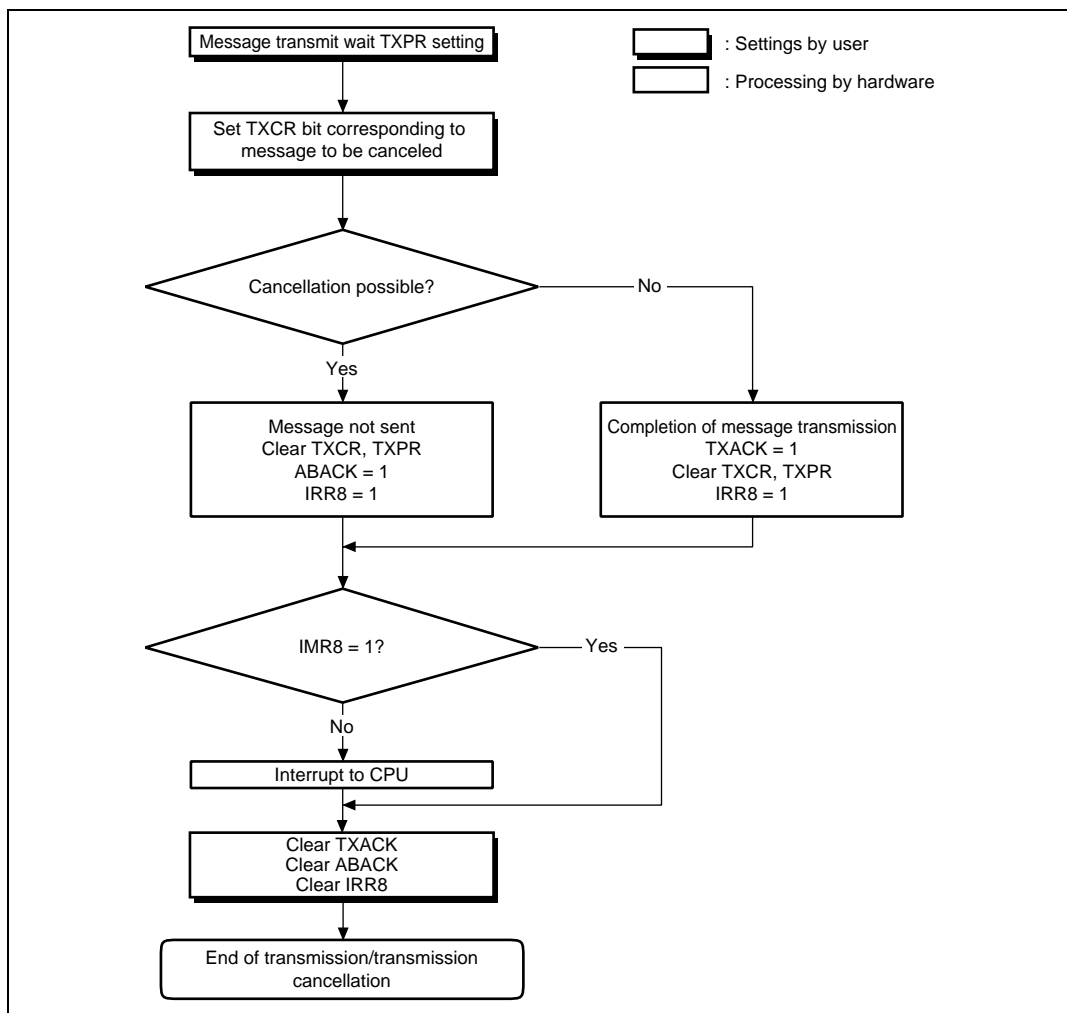 Message transmit wait TXPR setting
: Settings by user
: Processing by hardware
Set TXCR bit corresponding to
message to be canceled
Cancellation possible?
No
Yes
Message not sent
Clear TXCR, TXPR
ABACK = 1
IRR8 = 1
Completion of message transmission
TXACK = 1
Clear TXCR, TXPR
IRR8 = 1
IMR8 = 1?
Yes
No
Interrupt to CPU
Clear TXACK
Clear ABACK
Clear IRR8
End of transmission/transmission
cancellation